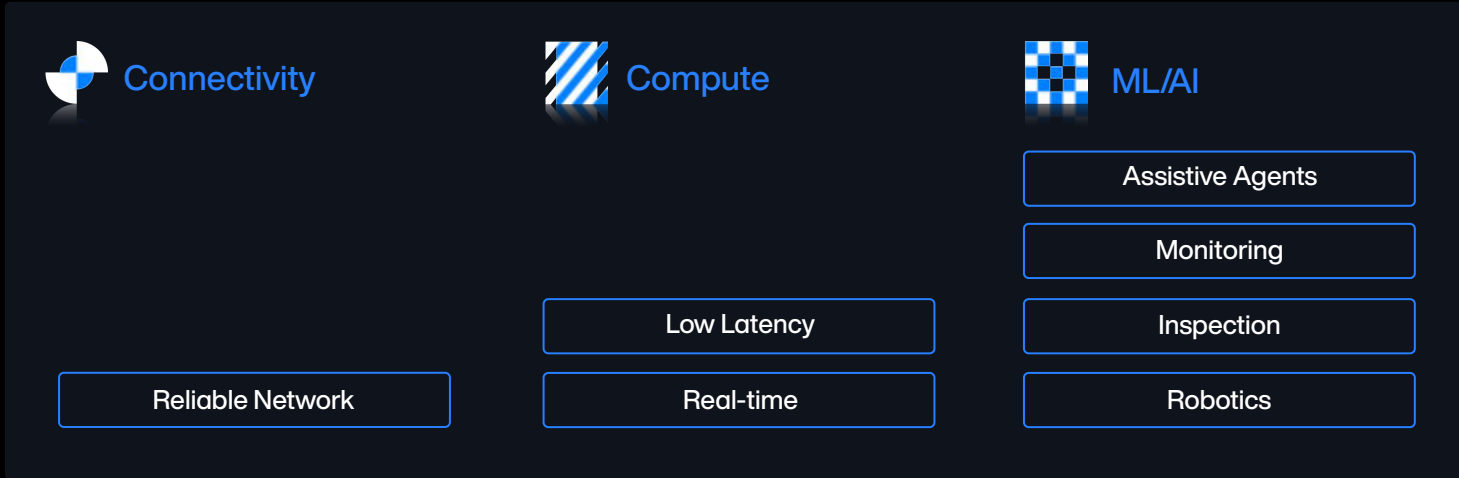 Connectivity
Reliable Network
Compute
Low Latency
Real-time
ML/AI
Assistive Agents
Monitoring
Inspection
Robotics